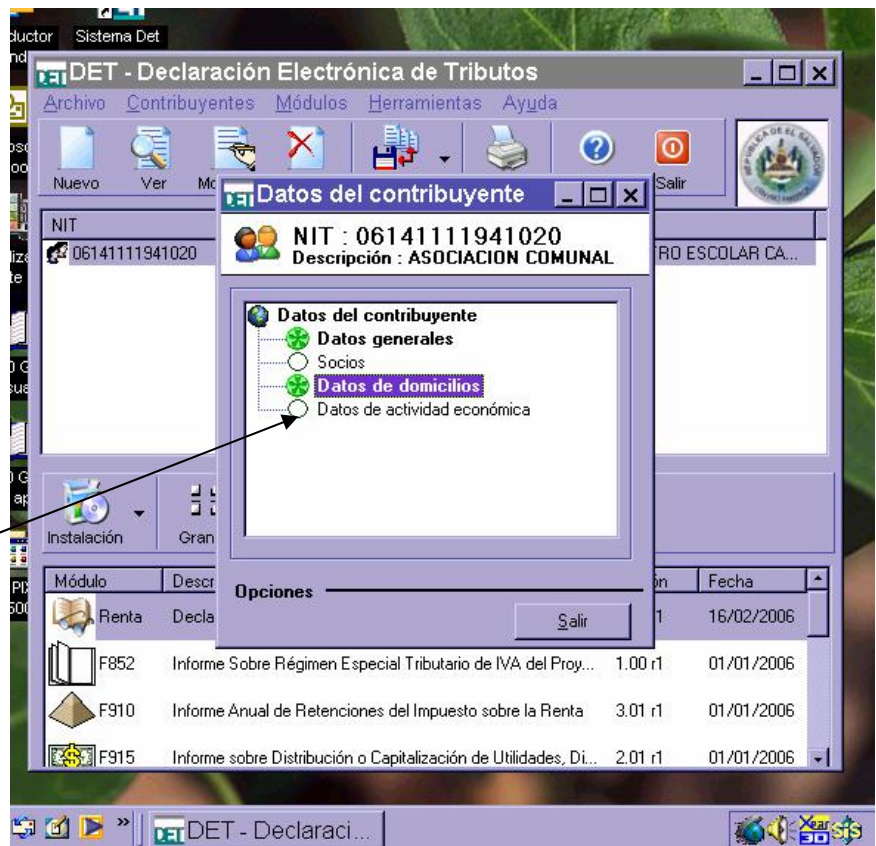 Sistema Det
DET - Declaración Electrónica de Tributos
Archivo Contribuyentes Módulos Herramientas Ayuda
Nuevo Ver Salir
Datos del contribuyente
NIT
NIT : 06141111941020
Descripción : ASOCIACION COMUNAL
06141111941020
ESCOLAR CA...
Datos del contribuyente
Datos generales
Socios
Datos de domicilios
Datos de actividad económica
Instalación Gran
Opciones
Salir
Módulo Descr ón Fecha
Renta Decla 16/02/2006
F852 Informe Sobre Régimen Especial Tributario de IVA del Proy... 1.00 r1 01/01/2006
F910 Informe Anual de Retenciones del Impuesto sobre la Renta 3.01 r1 01/01/2006
F915 Informe sobre Distribución o Capitalización de Utilidades, Di... 2.01 r1 01/01/2006
DET - Declaraci...